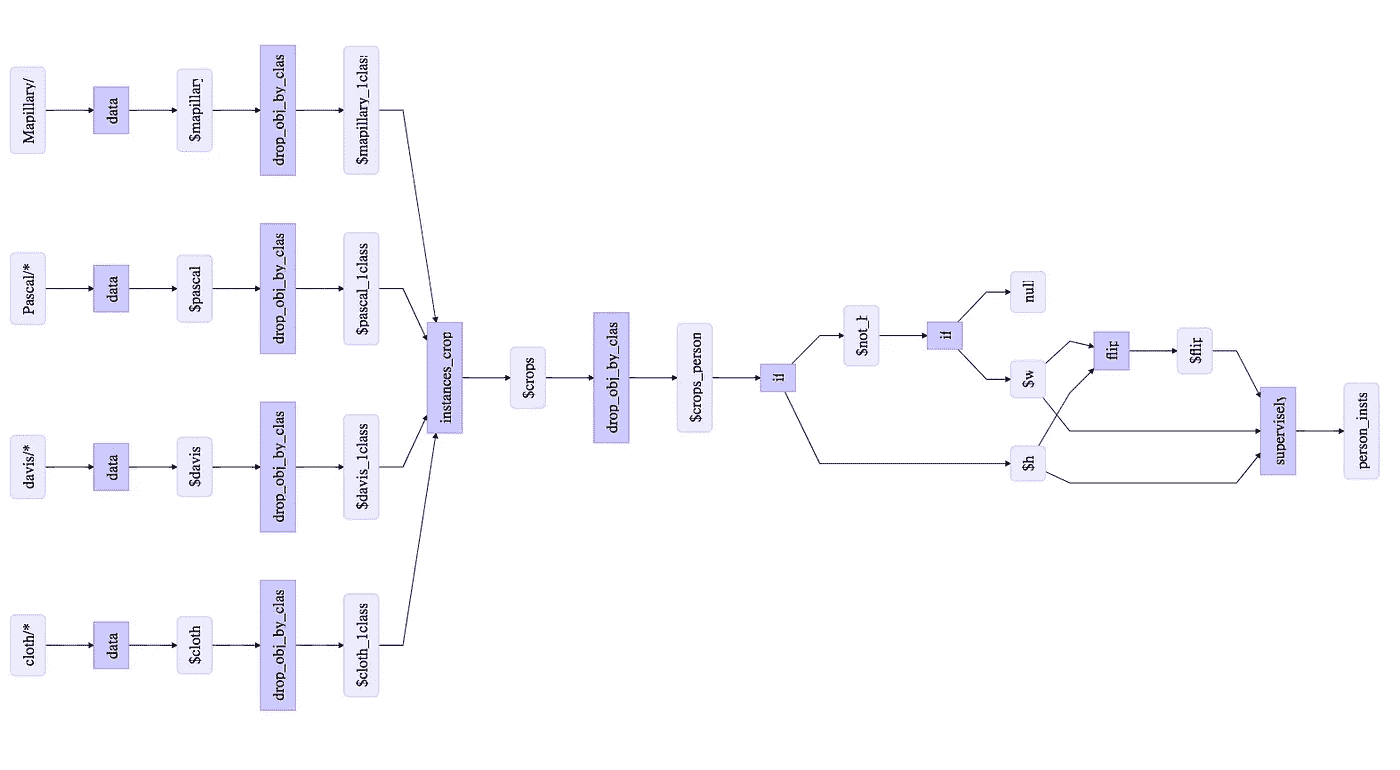 Mapillary/
data
$mapillary
drop_obj_by_clas
$mapillary_1clas
Pascal/*
data
$pascal
drop_obj_by_clas
$pascal_1class
davis/*
data
$davis
drop_obj_by_clas
$davis_1class
cloth/*
data
$cloth
drop_obj_by_clas
$cloth_1class
instances_crop
$crops
drop_obj_by_clas
$crops_person
if
$not_h
if
null
$w
$h
flip
$flip
supervisely
person_insts